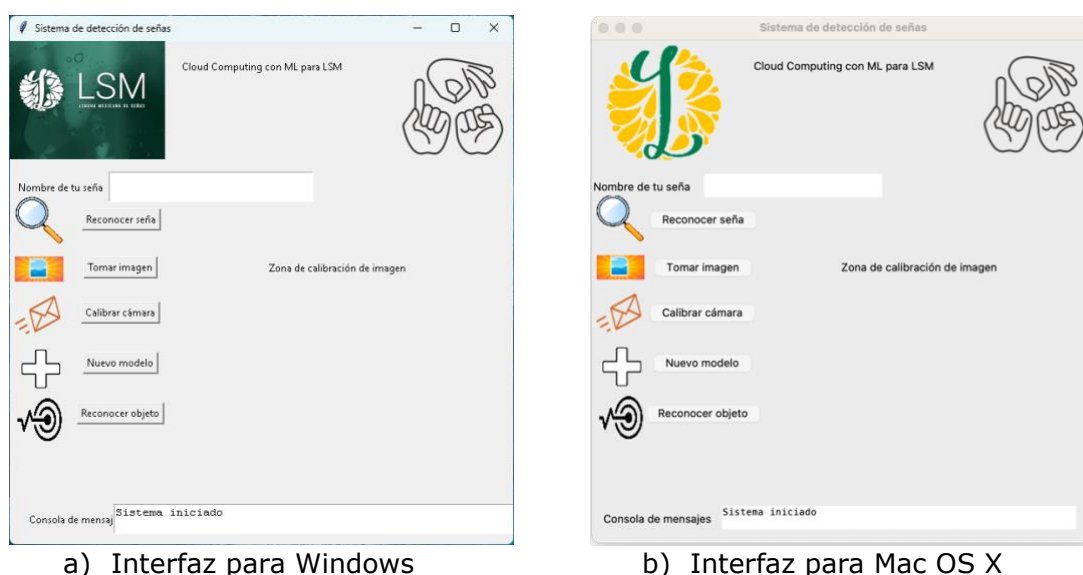 Sistema de detección de señas
LSM
LENGUA MEXICANA DE SEÑAS
Cloud Computing con ML para LSM
Nombre de tu seña
Reconocer seña
Tomar imagen
Zona de calibración de imagen
Calibrar cámara
Nuevo modelo
Reconocer objeto
Consola de mensaj
Sistema iniciado
a) Interfaz para Windows
Sistema de detección de señas
Cloud Computing con ML para LSM
Nombre de tu seña
Reconocer seña
Tomar imagen
Zona de calibración de imagen
Calibrar cámara
Nuevo modelo
Reconocer objeto
Consola de mensajes
Sistema iniciado
b) Interfaz para Mac OS X